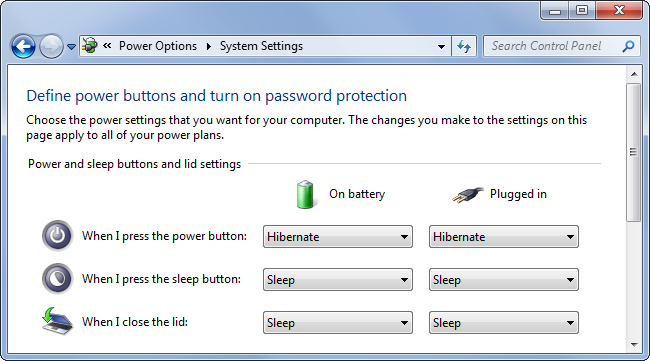 « Power Options ▸ System Settings
Search Control Panel
Define power buttons and turn on password protection
Choose the power settings that you want for your computer. The changes you make to the settings on this
page apply to all of your power plans.
Power and sleep buttons and lid settings
On battery Plugged in
When I press the power button: Hibernate Hibernate
When I press the sleep button: Sleep Sleep
When I close the lid: Sleep Sleep